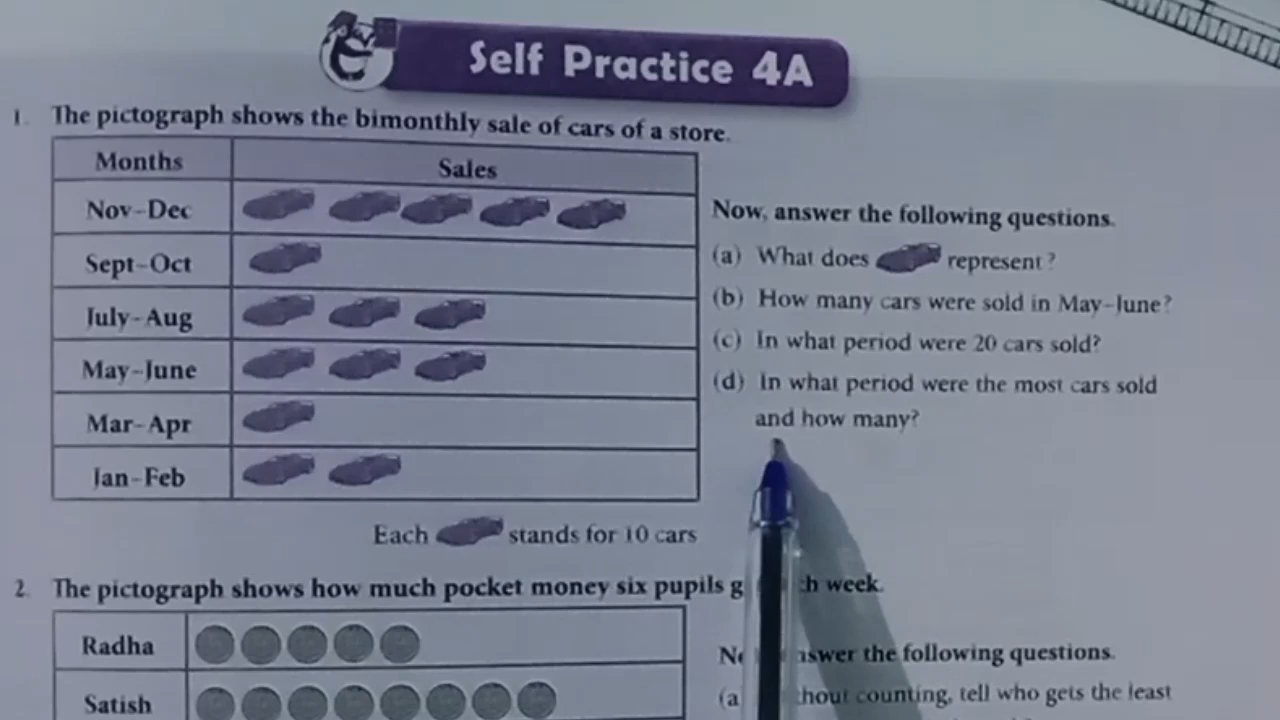 Self Practice 4A
1. The pictograph shows the bimonthly sale of cars of a store.
Months Sales
Nov-Dec
Sept-Oct
July-Aug
May-June
Mar-Apr
Jan-Feb
Each stands for 10 cars
Now, answer the following questions.
(a) What does represent?
(b) How many cars were sold in May-June?
(c) In what period were 20 cars sold?
(d) In what period were the most cars sold
and how many?
2. The pictograph shows how much pocket money six pupils week.
Radha
Satish
answer the following questions.
(a counting, tell who gets the least